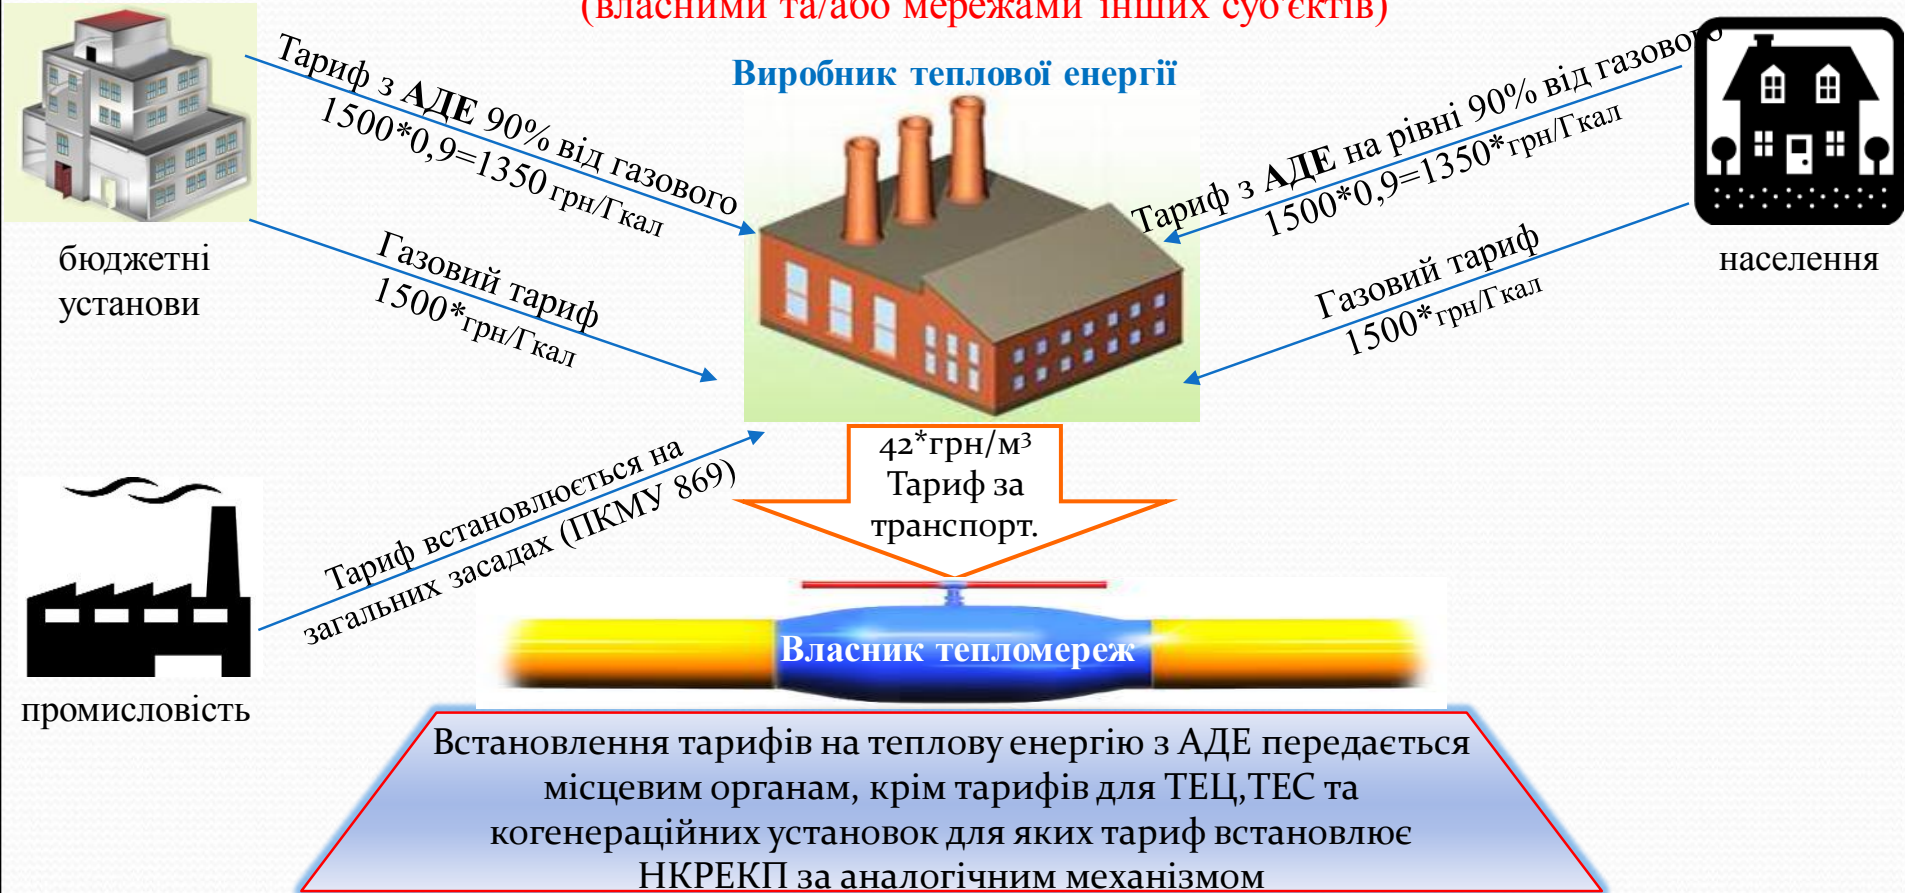 (власними та/або мережами інших суб'єктів)
Виробник теплової енергії
Тариф з АДЕ 90% від газового
1500*0,9=1350 грн/Гкал
Газовий тариф
1500*грн/Гкал
бюджетні
установи
Тариф з АДЕ на рівні 90% від газового
1500*0,9=1350*грн/Гкал
Газовий тариф
1500*грн/Гкал
населення
Тариф встановлюється на
загальних засадах (ПКМУ 869)
промисловість
42*грн/м³
Тариф за
транспорт.
Власник тепломереж
Встановлення тарифів на теплову енергію з АДЕ передається
місцевим органам, крім тарифів для ТЕЦ,ТЕС та
когенераційних установок для яких тариф встановлює
НКРЕКП за аналогічним механізмом